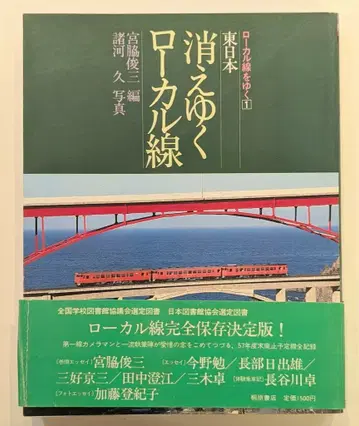 ローカル線をゆく1
東日本
消えゆく
ローカル線
宮脇俊三 編
諸河 久 写真
全国学校図書館協議会選定図書 日本図書館協会選定図書
ローカル線完全保存決定版!
第一線カメラマンと一流執筆陣が愛惜の念をこめてつづる、57年度末廃止予定線全記録
[巻頭エッセイ]宮脇俊三/[エッセイ]今野勉/長部日出雄/
三好京三/田中澄江/三木卓/[体験乗車記]長谷川卓
[フォトエッセイ]加藤登紀子
桐原書店 定価1500円